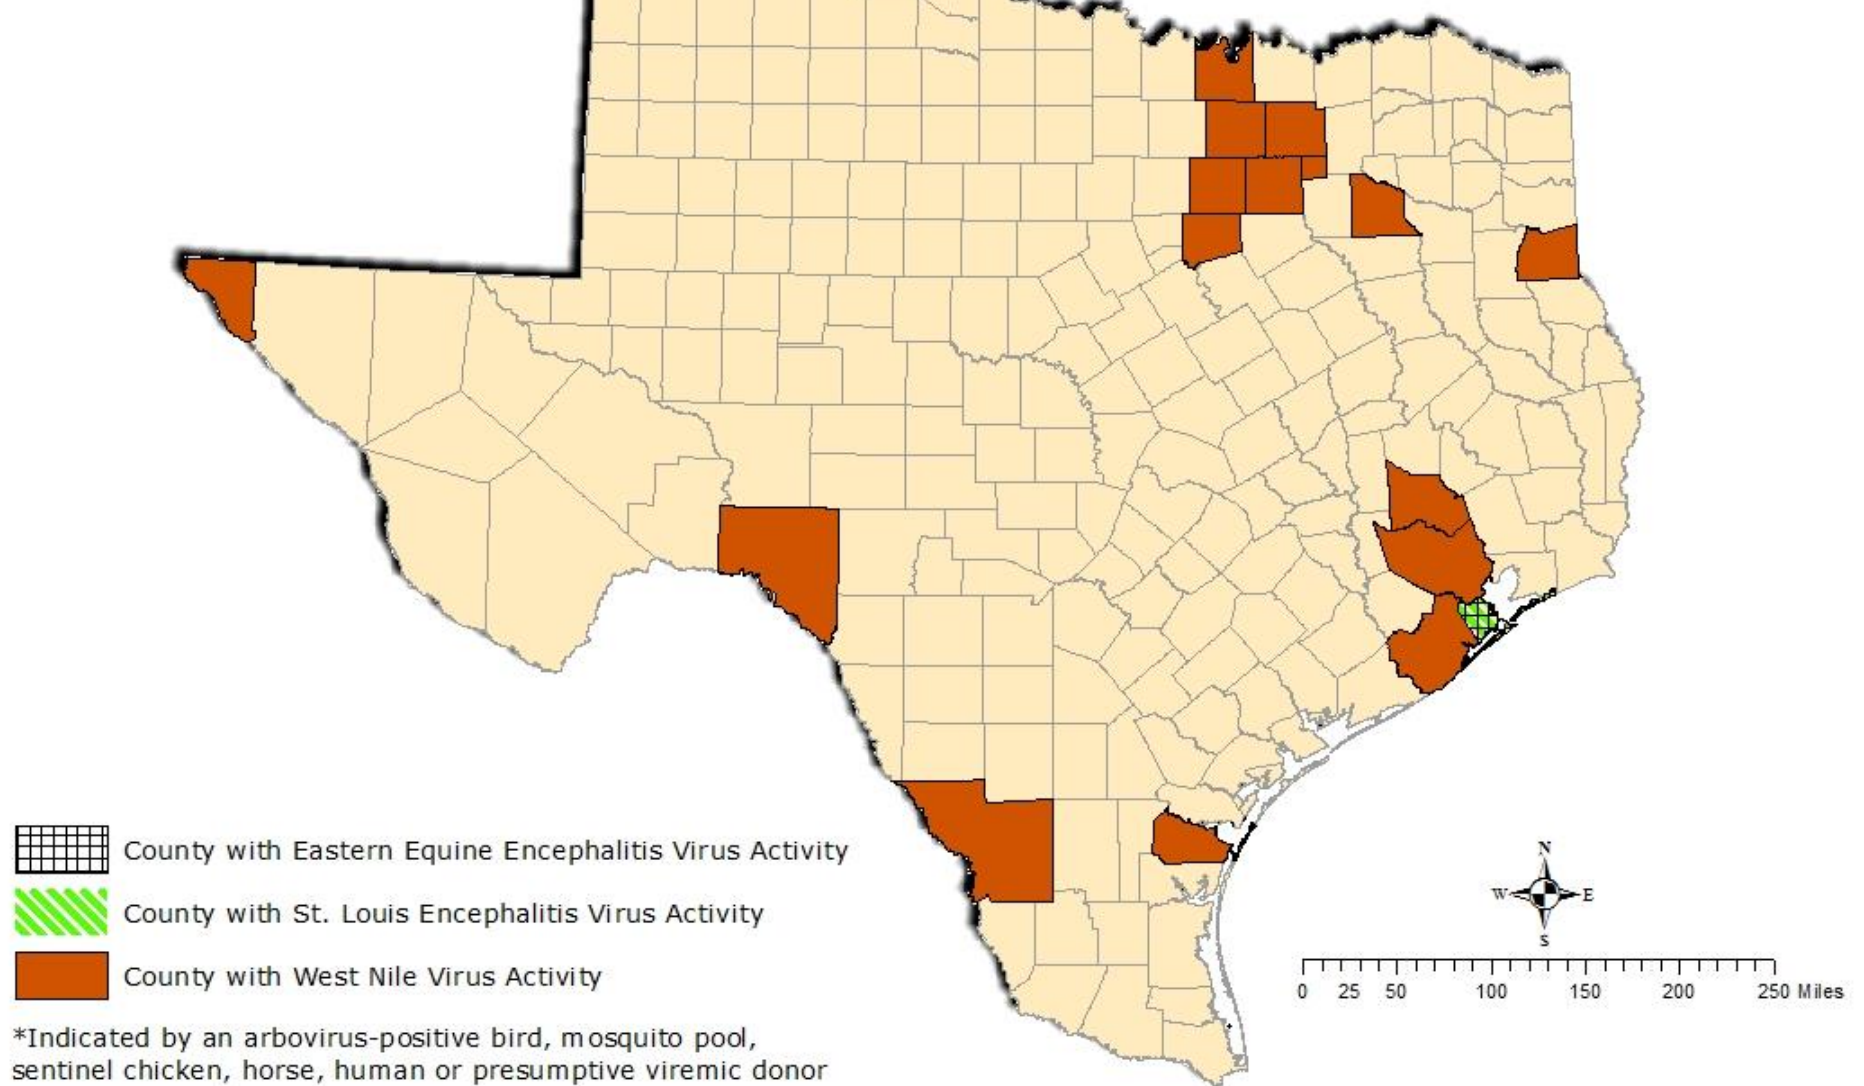 County with Eastern Equine Encephalitis Virus Activity
County with St. Louis Encephalitis Virus Activity
County with West Nile Virus Activity
*Indicated by an arbovirus-positive bird, mosquito pool,
sentinel chicken, horse, human or presumptive viremic donor
N
W E
S
0 25 50 100 150 200 250 Miles